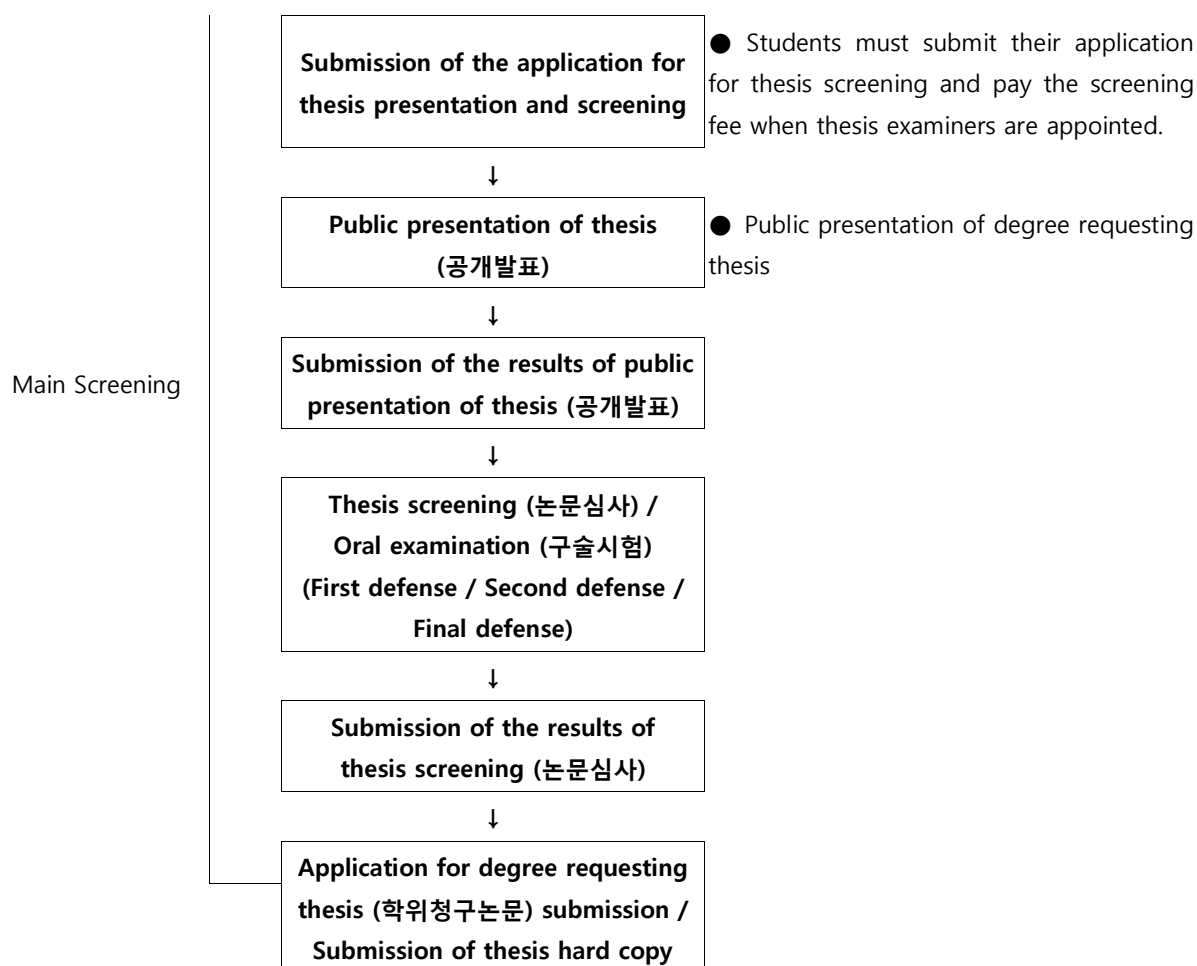 Submission of the application for
thesis presentation and screening
● Students must submit their application
for thesis screening and pay the screening
fee when thesis examiners are appointed.
↓
Public presentation of thesis
(공개발표)
● Public presentation of degree requesting
thesis
↓
Submission of the results of public
presentation of thesis (공개발표)
Main Screening
↓
Thesis screening (논문심사) /
Oral examination (구술시험)
(First defense / Second defense /
Final defense)
↓
Submission of the results of
thesis screening (논문심사)
↓
Application for degree requesting
thesis (학위청구논문) submission /
Submission of thesis hard copy